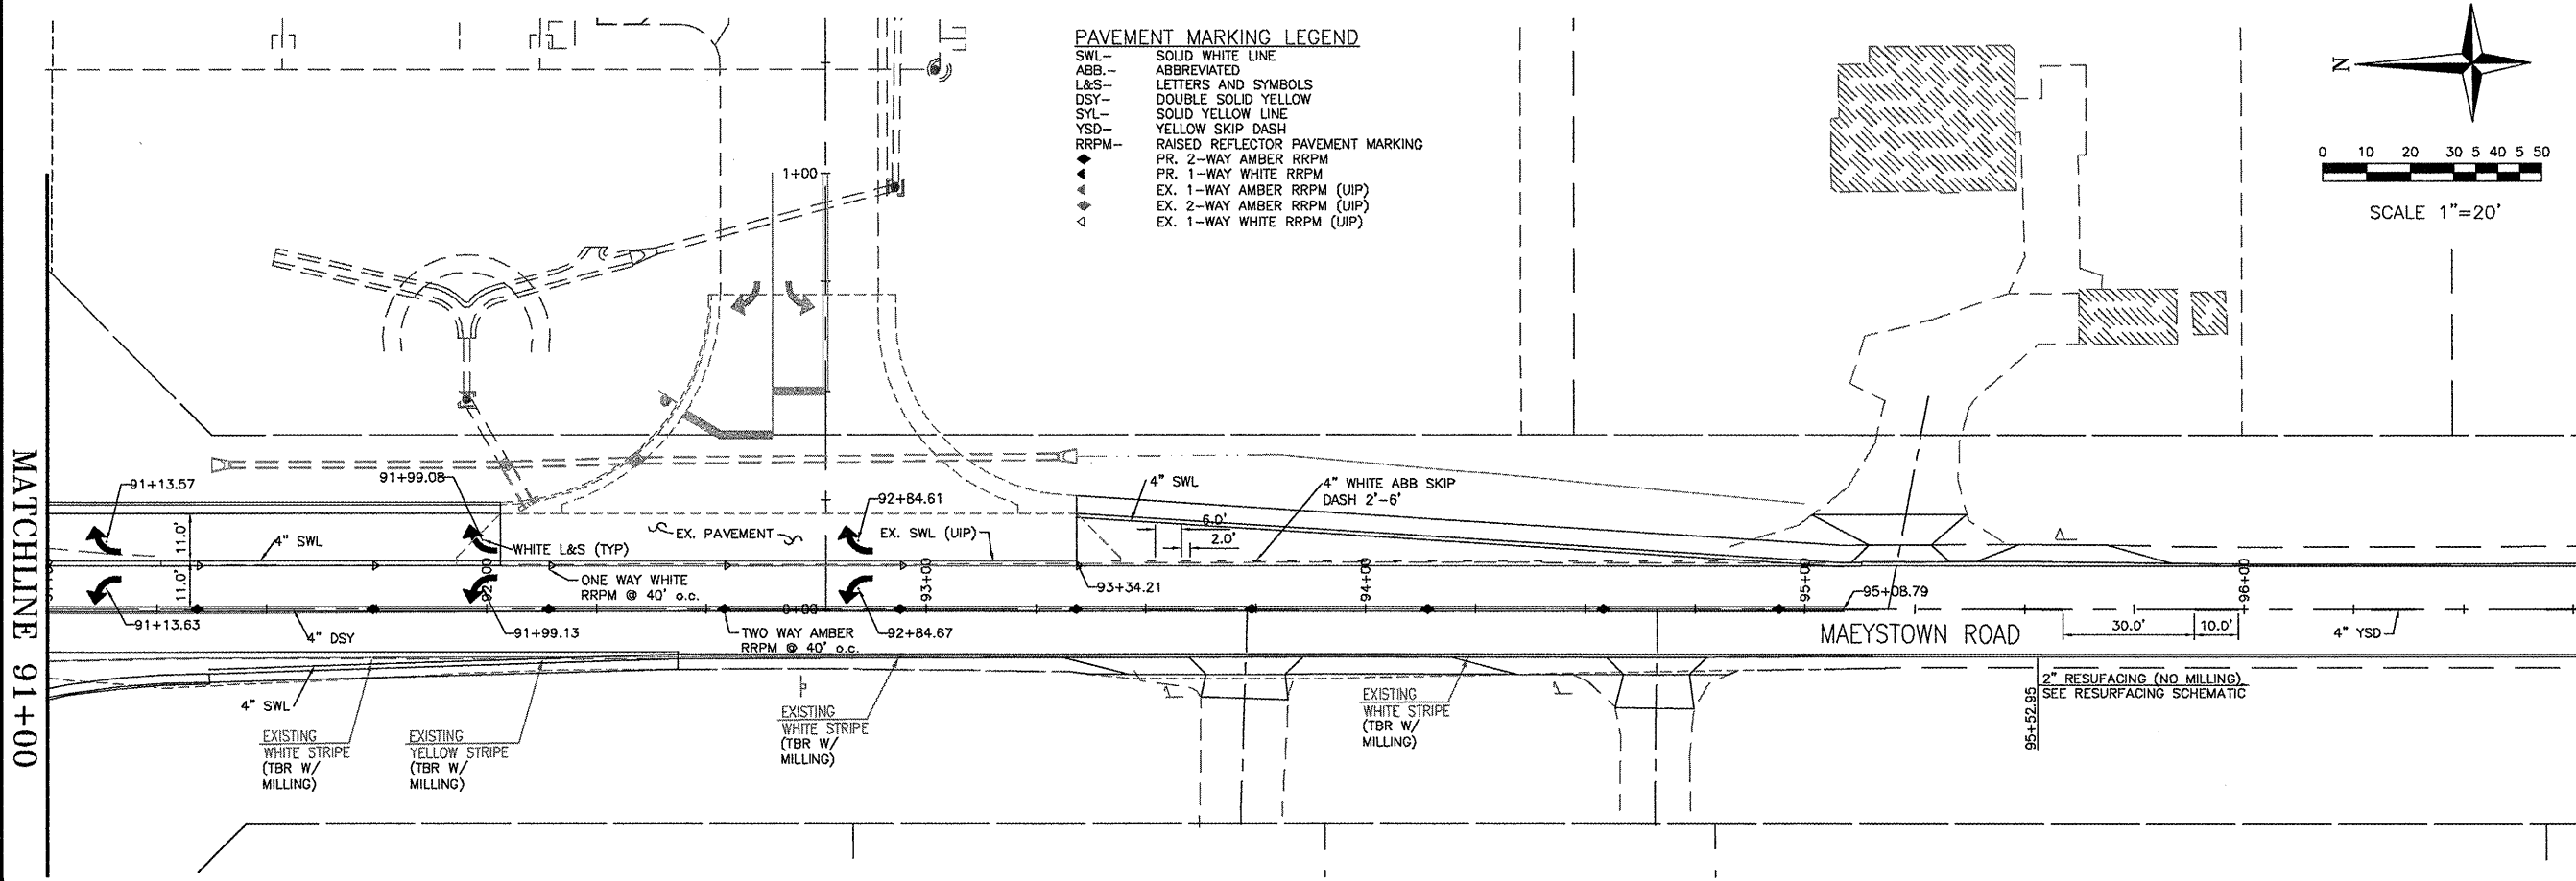 PAVEMENT MARKING LEGEND
SWL- SOLID WHITE LINE
ABB.- ABBREVIATED
L&S- LETTERS AND SYMBOLS
DSY- DOUBLE SOLID YELLOW
SYL- SOLID YELLOW LINE
YSD- YELLOW SKIP DASH
RRPM- RAISED REFLECTOR PAVEMENT MARKING
PR. 2-WAY AMBER RRPM
PR. 1-WAY WHITE RRPM
EX. 1-WAY AMBER RRPM (UIP)
EX. 2-WAY AMBER RRPM (UIP)
EX. 1-WAY WHITE RRPM (UIP)
N
0 10 20 30 5 40 5 50
SCALE 1"=20'
1+00
MATCHLINE 91+00
91+13.57
91+99.08
92+84.61
4" SWL
4" WHITE ABB SKIP
DASH 2'-6'
6.0'
2.0'
11.0'
11.0'
4" SWL
WHITE L&S (TYP)
EX. PAVEMENT
EX. SWL (UIP)
ONE WAY WHITE
RRPM @ 40' o.c.
92+00
93+00
94+00
95+00
96+00
93+34.21
95+08.79
0+00
91+13.63
4" DSY
91+99.13
TWO WAY AMBER
RRPM @ 40' o.c.
92+84.67
MAEYSTOWN ROAD
30.0'
10.0'
4" YSD
4" SWL
EXISTING
WHITE STRIPE
(TBR W/
MILLING)
EXISTING
YELLOW STRIPE
(TBR W/
MILLING)
EXISTING
WHITE STRIPE
(TBR W/
MILLING)
EXISTING
WHITE STRIPE
(TBR W/
MILLING)
95+52.95
2" RESUFACING (NO MILLING)
SEE RESURFACING SCHEMATIC